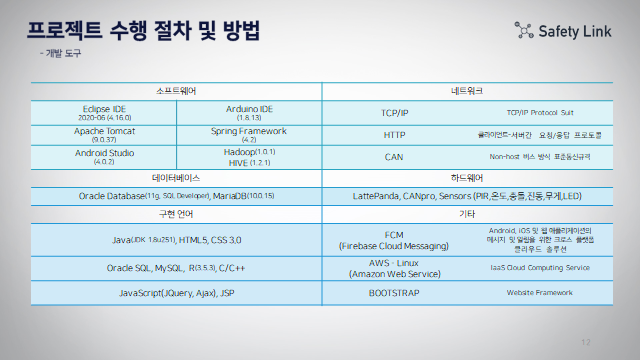 프로젝트 수행 절차 및 방법
Safety Link
- 개발 도구
소프트웨어
네트워크
Eclipse IDE
2020-06 (4.16.0)
Arduino IDE
(1.8.13)
TCP/IP
TCP/IP Protocol Suit
Apache Tomcat
(9.0.37)
Spring Framework
(4.2)
HTTP
클라이언트-서버간 요청/응답 프로토콜
Android Studio
(4.0.2)
Hadoop(1.0.1)
HIVE (1.2.1)
CAN
Non-host 버스 방식 표준통신규격
데이터베이스
하드웨어
Oracle Database(11g, SQL Developer), MariaDB(10.0.15)
LattePanda, CANpro, Sensors (PIR,온도,충돌,진동,무게,LED)
구현 언어
기타
Java(JDK 1.8u251), HTML5, CSS 3.0
FCM
(Firebase Cloud Messaging)
Android, iOS 및 웹 애플리케이션의
메시지 및 알림을 위한 크로스 플랫폼
클라우드 솔루션
Oracle SQL, MySQL, R(3.5.3), C/C++
AWS - Linux
(Amazon Web Service)
IaaS Cloud Computing Service
JavaScript(JQuery, Ajax), JSP
BOOTSTRAP
Website Framework
12